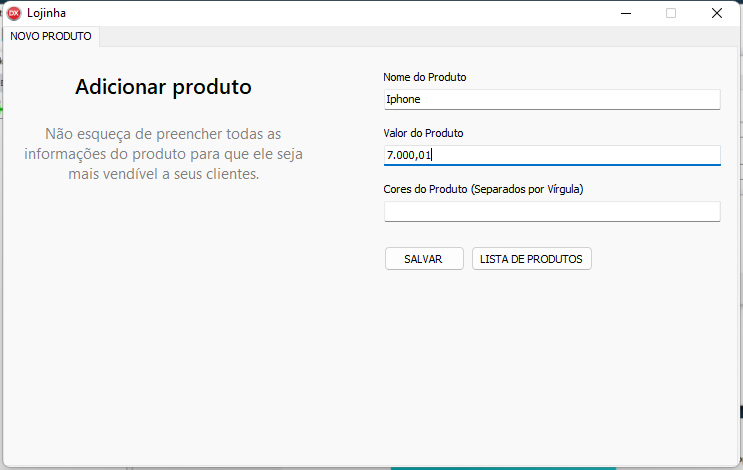 DX Lojinha
NOVO PRODUTO
Adicionar produto
Não esqueça de preencher todas as
informações do produto para que ele seja
mais vendível a seus clientes.
Nome do Produto
Iphone
Valor do Produto
7.000,01
Cores do Produto (Separados por Vírgula)
SALVAR
LISTA DE PRODUTOS